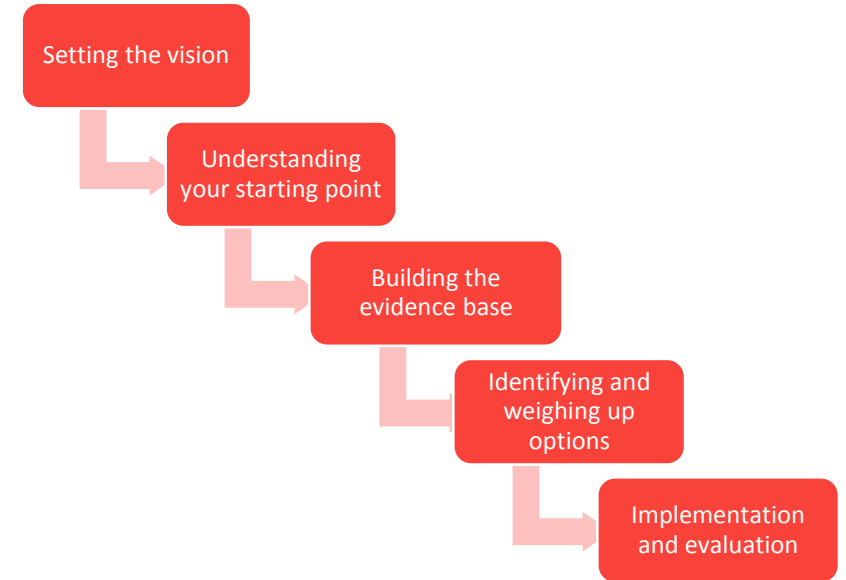 Setting the vision
Understanding
your starting point
Building the
evidence base
Identifying and
weighing up
options
Implementation
and evaluation